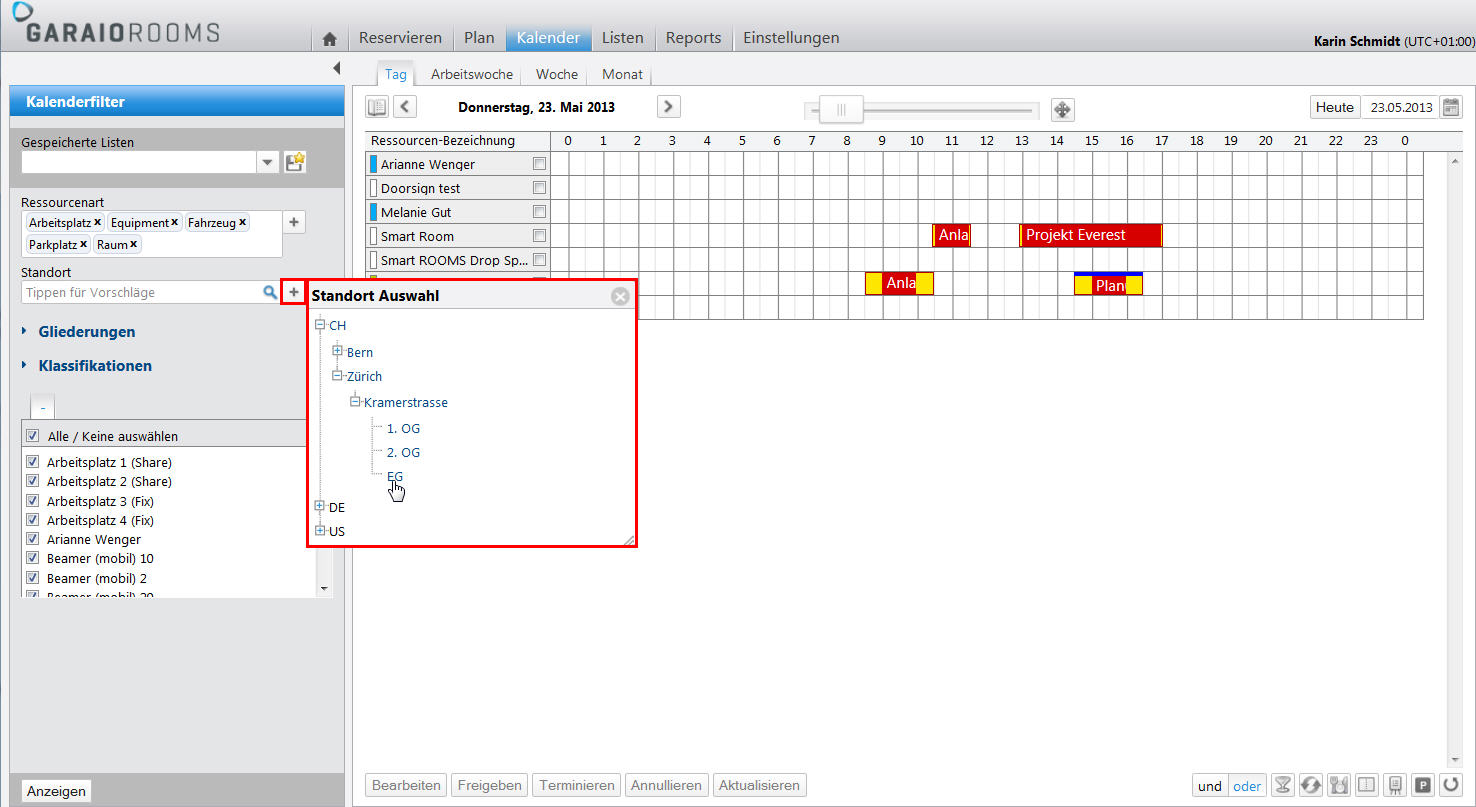 GARAIOROOMS
Reservieren Plan Kalender Listen Reports Einstellungen
Karin Schmidt (UTC+01:00)
Tag Arbeitswoche Woche Monat
Kalenderfilter
Donnerstag, 23. Mai 2013
Heute 23.05.2013
Gespeicherte Listen
Ressourcenart
Arbeitsplatz x Equipment x Fahrzeug x
Parkplatz x Raum x
+
Standort
Tippen für Vorschläge
+
Gliederungen
Klassifikationen
-
Alle / Keine auswählen
Arbeitsplatz 1 (Share)
Arbeitsplatz 2 (Share)
Arbeitsplatz 3 (Fix)
Arbeitsplatz 4 (Fix)
Arianne Wenger
Beamer (mobil) 10
Beamer (mobil) 2
Beamer (mobil) 20
Anzeigen
Ressourcen-Bezeichnung 0 1 2 3 4 5 6 7 8 9 10 11 12 13 14 15 16 17 18 19 20 21 22 23 0
Arianne Wenger
Doorsign test
Melanie Gut
Smart Room Anla Projekt Everest
Smart ROOMS Drop Sp...
Anla Plan
Standort Auswahl
CH
Bern
Zürich
Kramerstrasse
1. OG
2. OG
EG
DE
US
Bearbeiten Freigeben Terminieren Annullieren Aktualisieren
und oder P